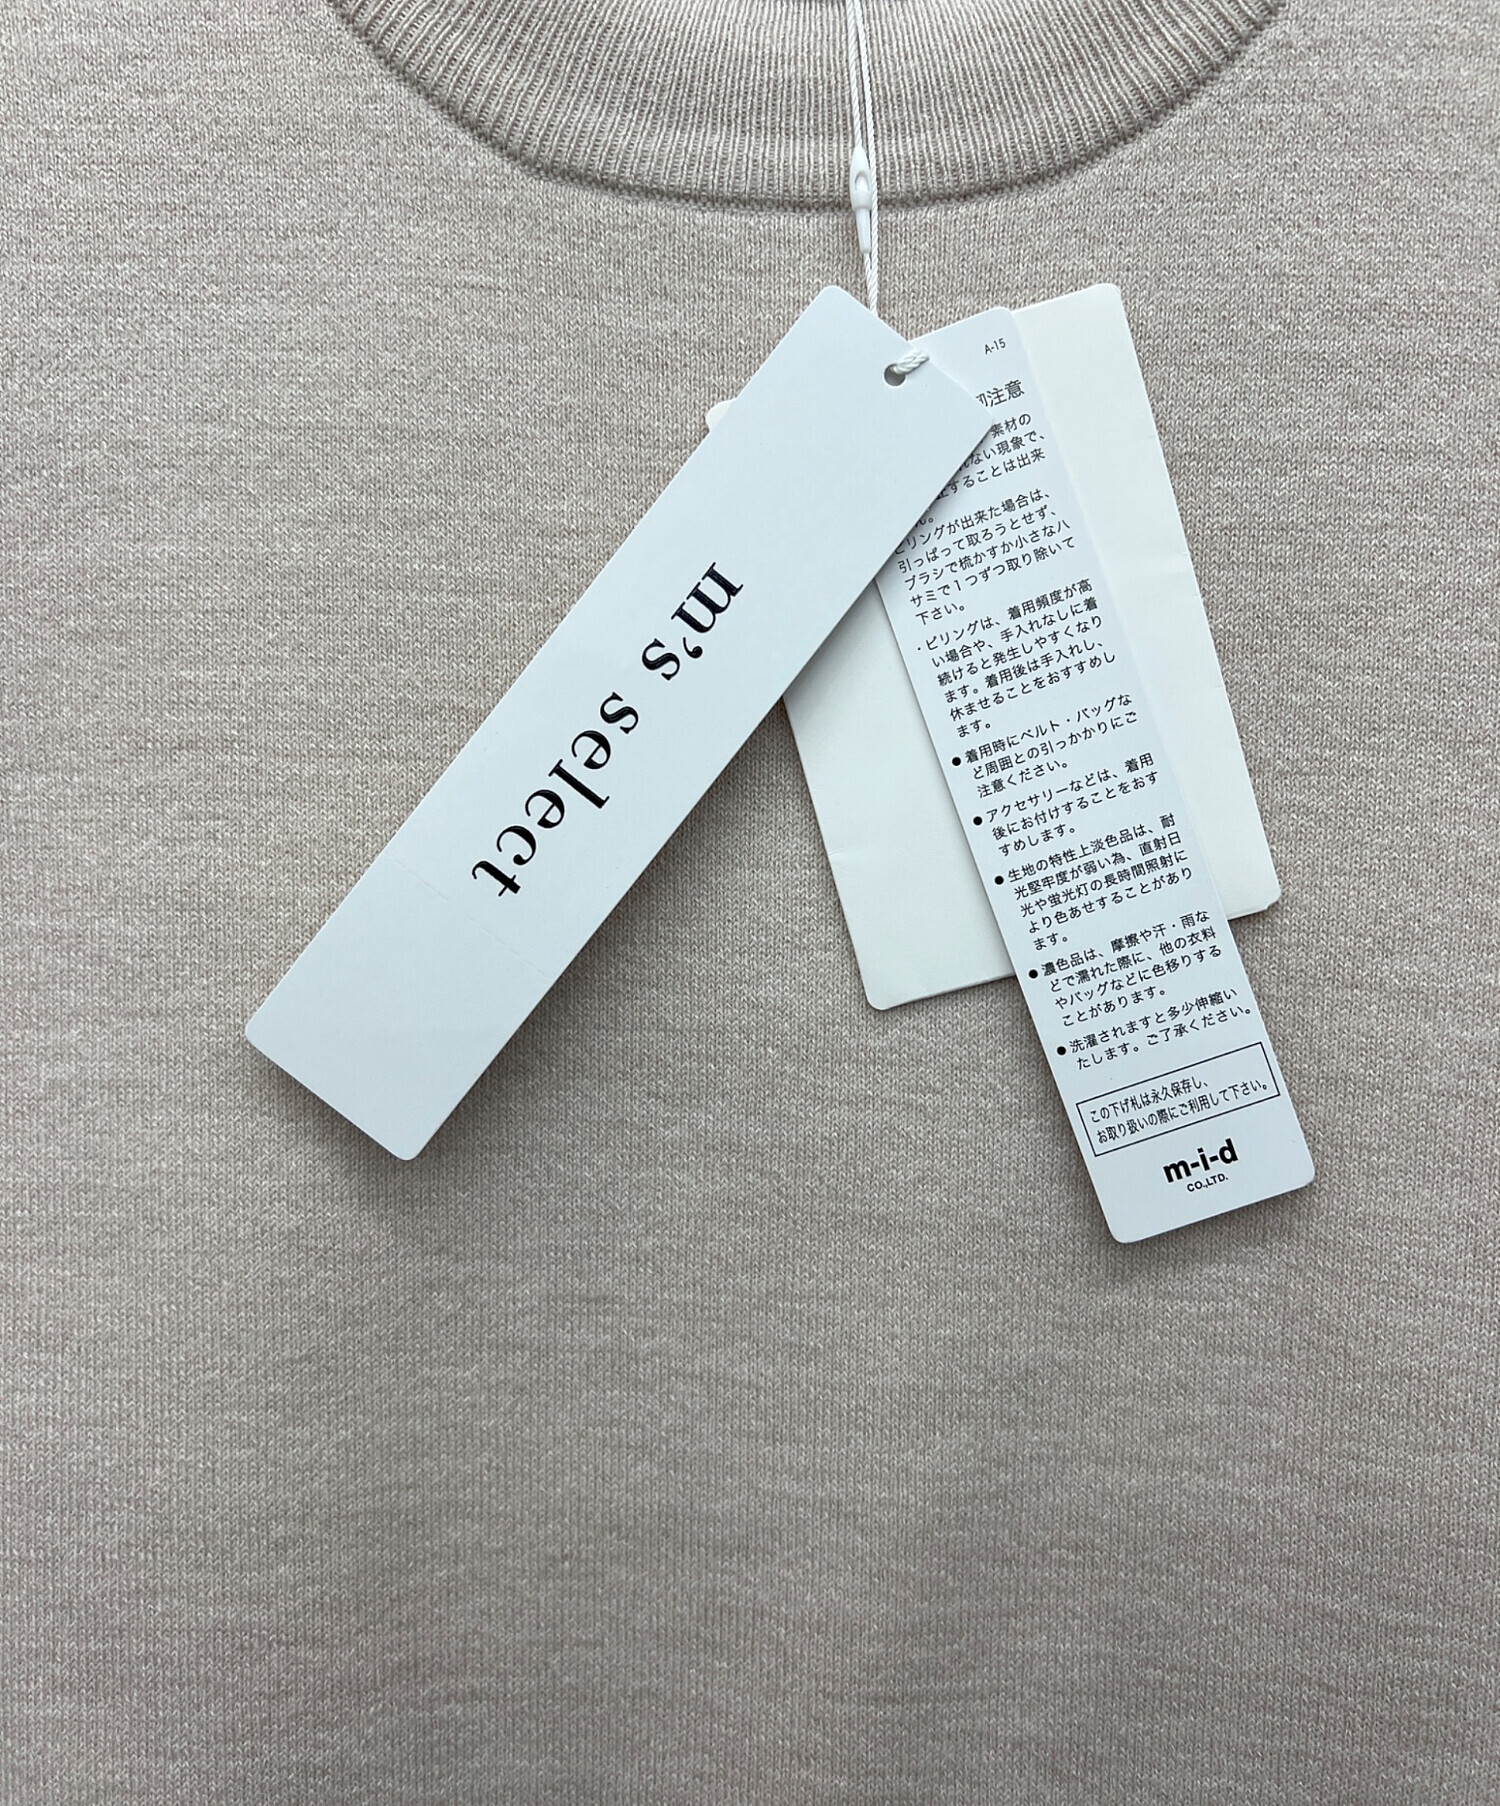 m's select
A-15
注意
素材の
ない現象で、
することは出来
ん。
ピリングが出来た場合は、
引っぱって取ろうとせず、
ブラシで梳かすか小さなハ
サミで1つずつ取り除いて
下さい。
・ピリングは、着用頻度が高
い場合や、手入れなしに着
続けると発生しやすくなり
ます。着用後は手入れし、
休ませることをおすすめし
ます。
●着用時にベルト・バッグな
ど周囲との引っかかりにご
注意ください。
●アクセサリーなどは、着用
後にお付けすることをおす
すめします。
●生地の特性上淡色品は、耐
光堅牢度が弱い為、直射日
光や蛍光灯の長時間照射に
より色あせすることがあり
ます。
●濃色品は、摩擦や汗・雨な
どで濡れた際に、他の衣料
やバッグなどに色移りする
ことがあります。
●洗濯されますと多少伸縮い
たします。ご了承ください。
この下げ札は永久保存し、
お取り扱いの際にご利用して下さい。
m-i-d
CO.,LTD.